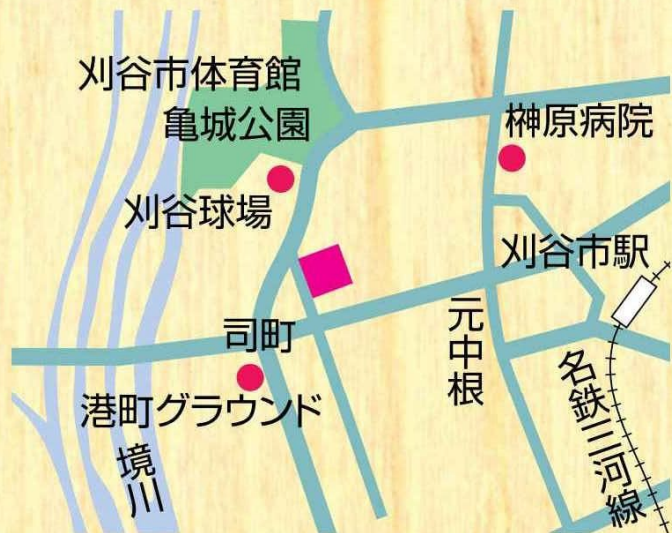 刈谷市体育館
亀城公園
榊原病院
刈谷球場
刈谷市駅
司町
元中根
港町グラウンド
名鉄三河線
境川